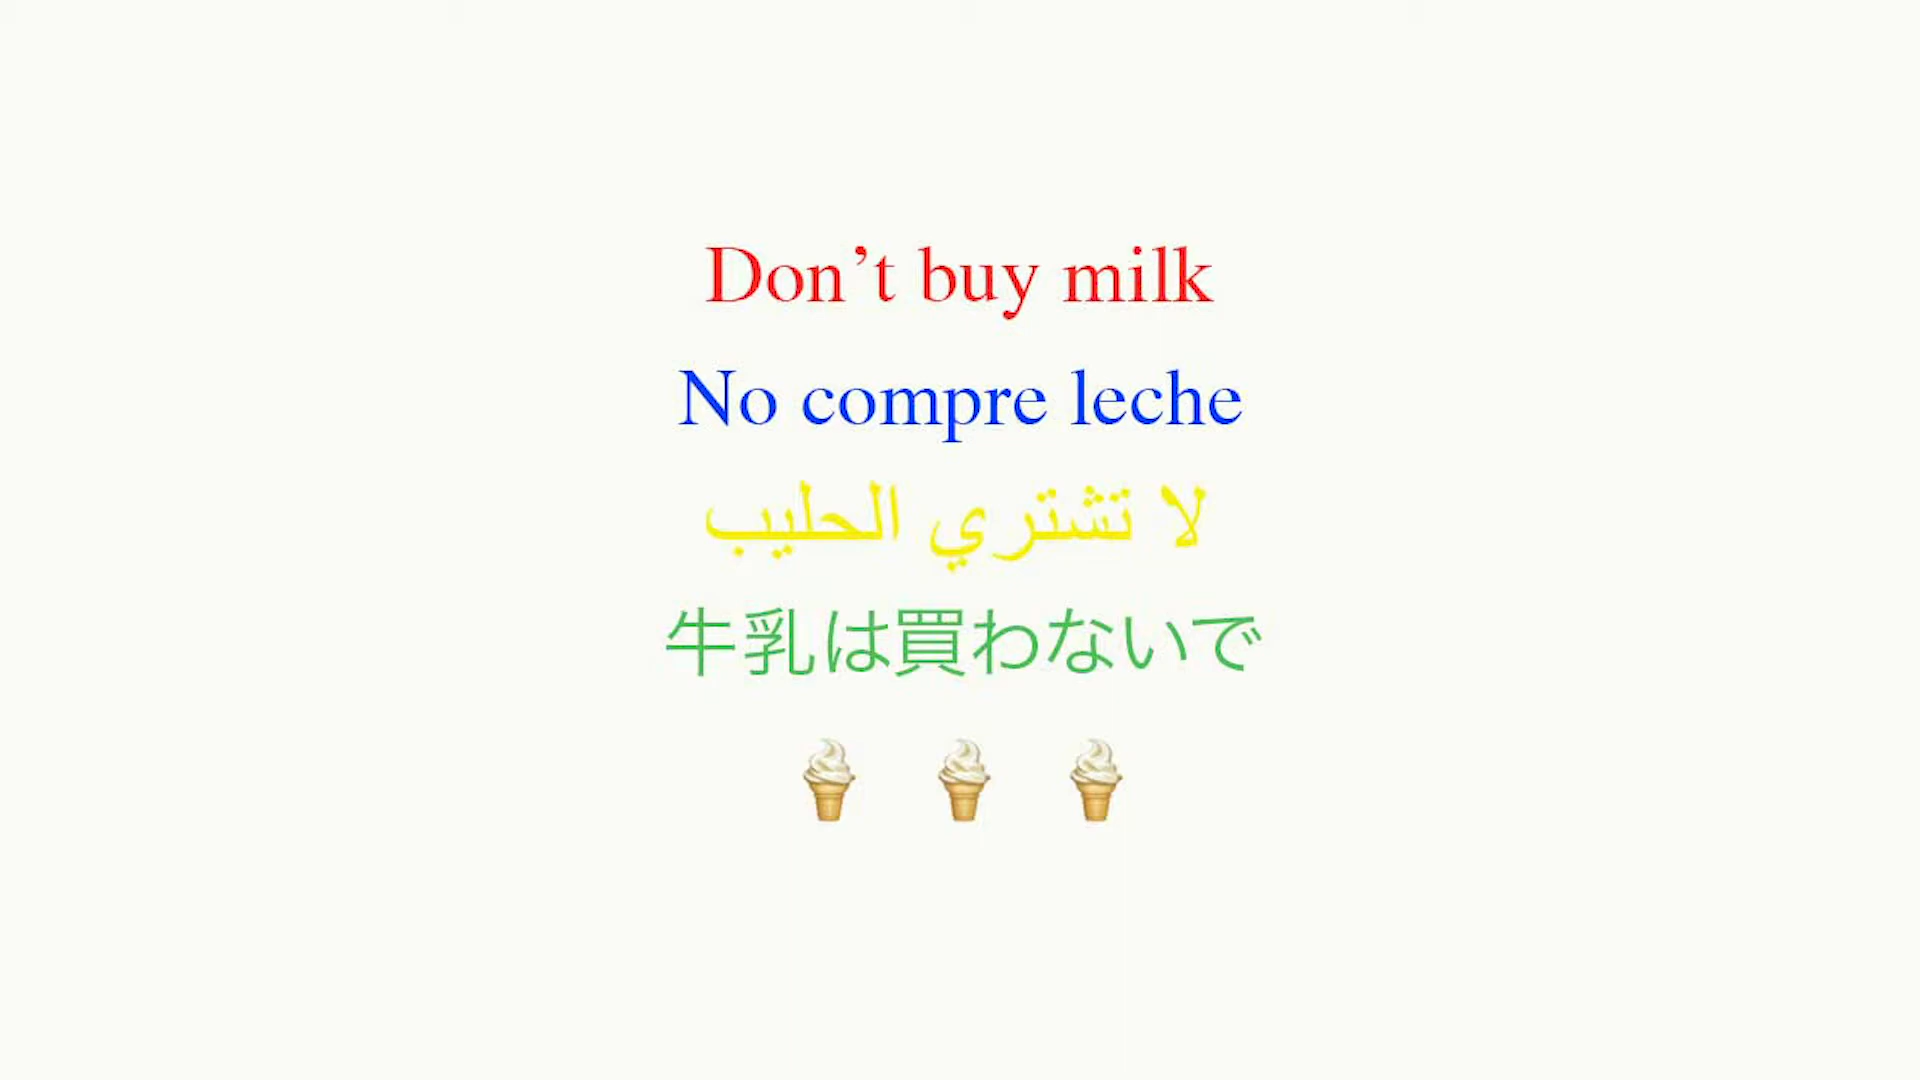 Don’t buy milk
No compre leche
لا تشتري الحليب
牛乳は買わないで
🍦 🍦 🍦